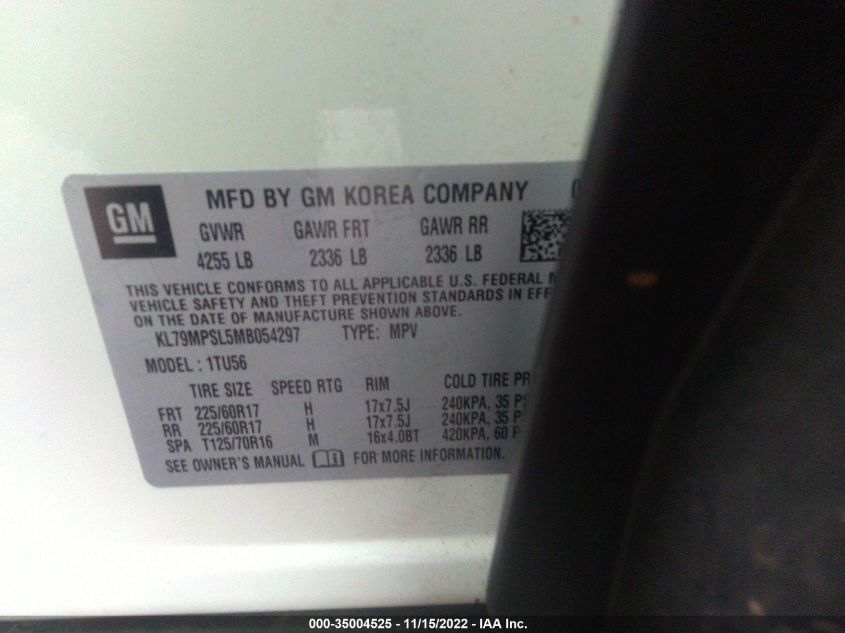 GM
MFD BY GM KOREA COMPANY 0
GVWR GAWR FRT GAWR RR
4255 LB 2336 LB 2336 LB
THIS VEHICLE CONFORMS TO ALL APPLICABLE U.S. FEDERAL
VEHICLE SAFETY AND THEFT PREVENTION STANDARDS IN EFF
ON THE DATE OF MANUFACTURE SHOWN ABOVE.
KL79MPSL5MB054297 TYPE: MPV
MODEL : 1TU56
TIRE SIZE SPEED RTG RIM COLD TIRE PR
FRT 225/60R17 H 17x7.5J 240KPA, 35 PS
RR 225/60R17 H 17x7.5J 240KPA, 35 P
SPA T125/70R16 M 16x4.0BT 420KPA, 60 P
SEE OWNER'S MANUAL FOR MORE INFORMATION.
000-35004525 - 11/15/2022 - IAA Inc.